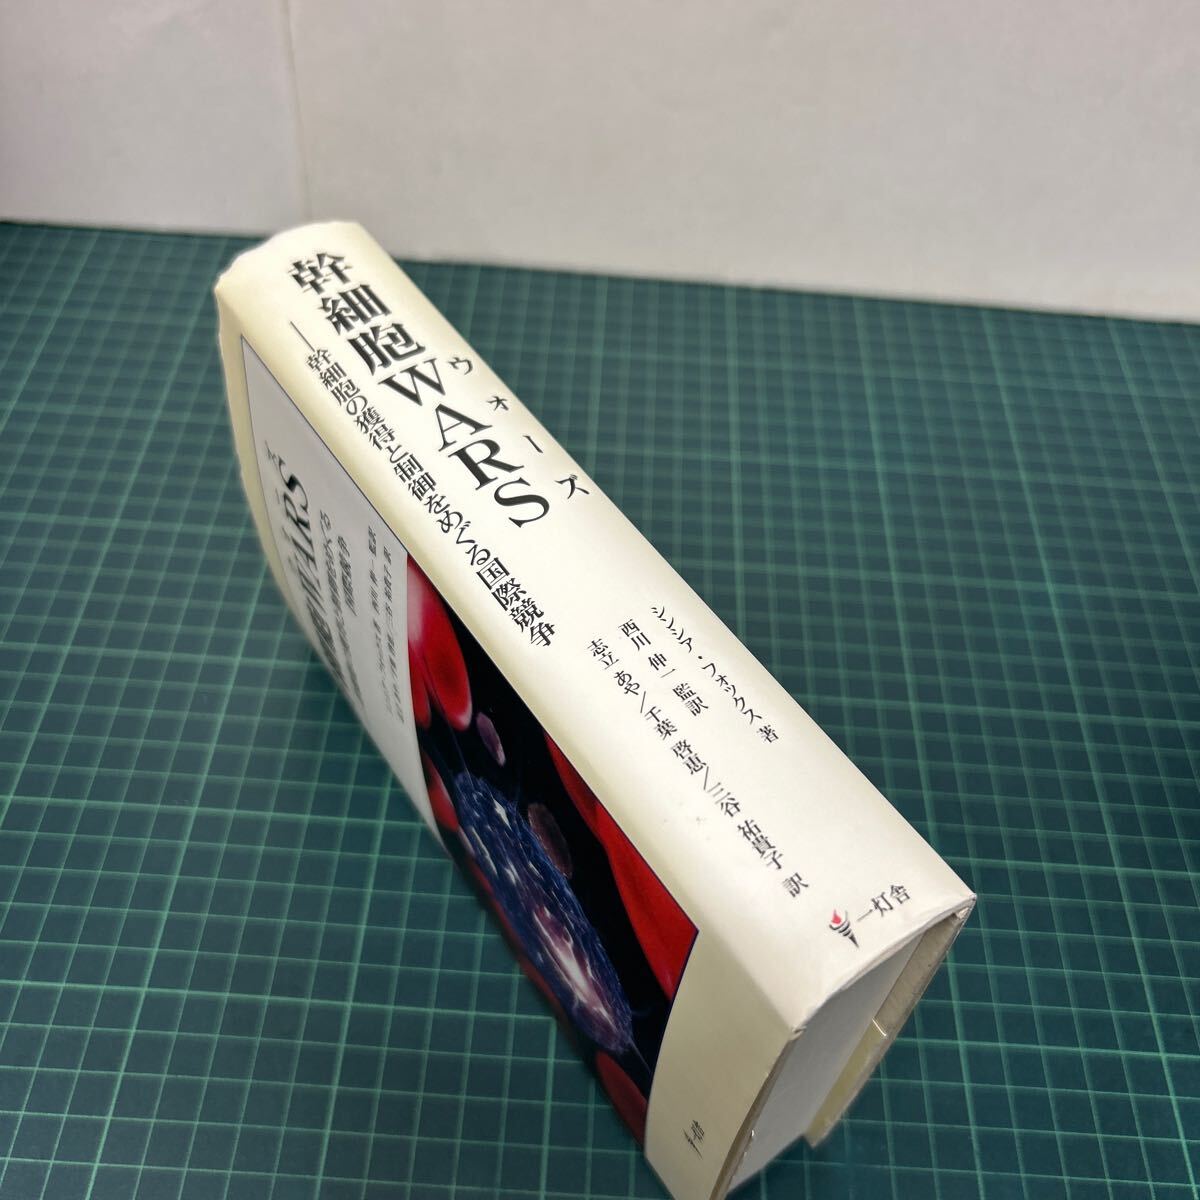 幹細胞WARS
ウォーズ
―幹細胞の獲得と制御をめぐる国際競争
シンシア・フォックス 著
西川 伸一 監訳
志立 あや/千葉 啓恵/三谷 祐貴子 訳
一灯舎
WARS